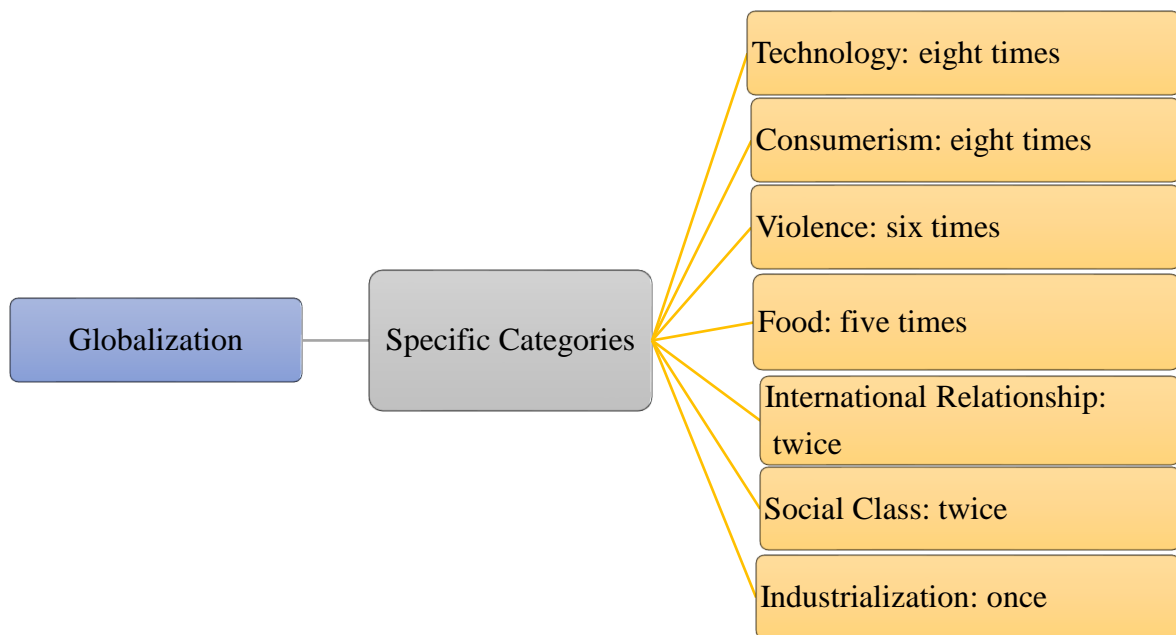 Technology: eight times
Consumerism: eight times
Violence: six times
Globalization
Specific Categories
Food: five times
International Relationship:
twice
Social Class: twice
Industrialization: once